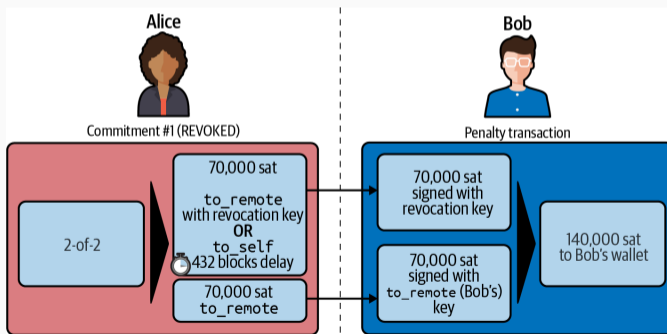 Alice
Bob
Commitment #1 (REVOKED)
Penalty transaction
2-of-2
70,000 sat
to_remote
with revocation key
OR
to_self
432 blocks delay
70,000 sat
to_remote
70,000 sat
signed with
revocation key
70,000 sat
signed with
to_remote (Bob's)
key
140,000 sat
to Bob's wallet